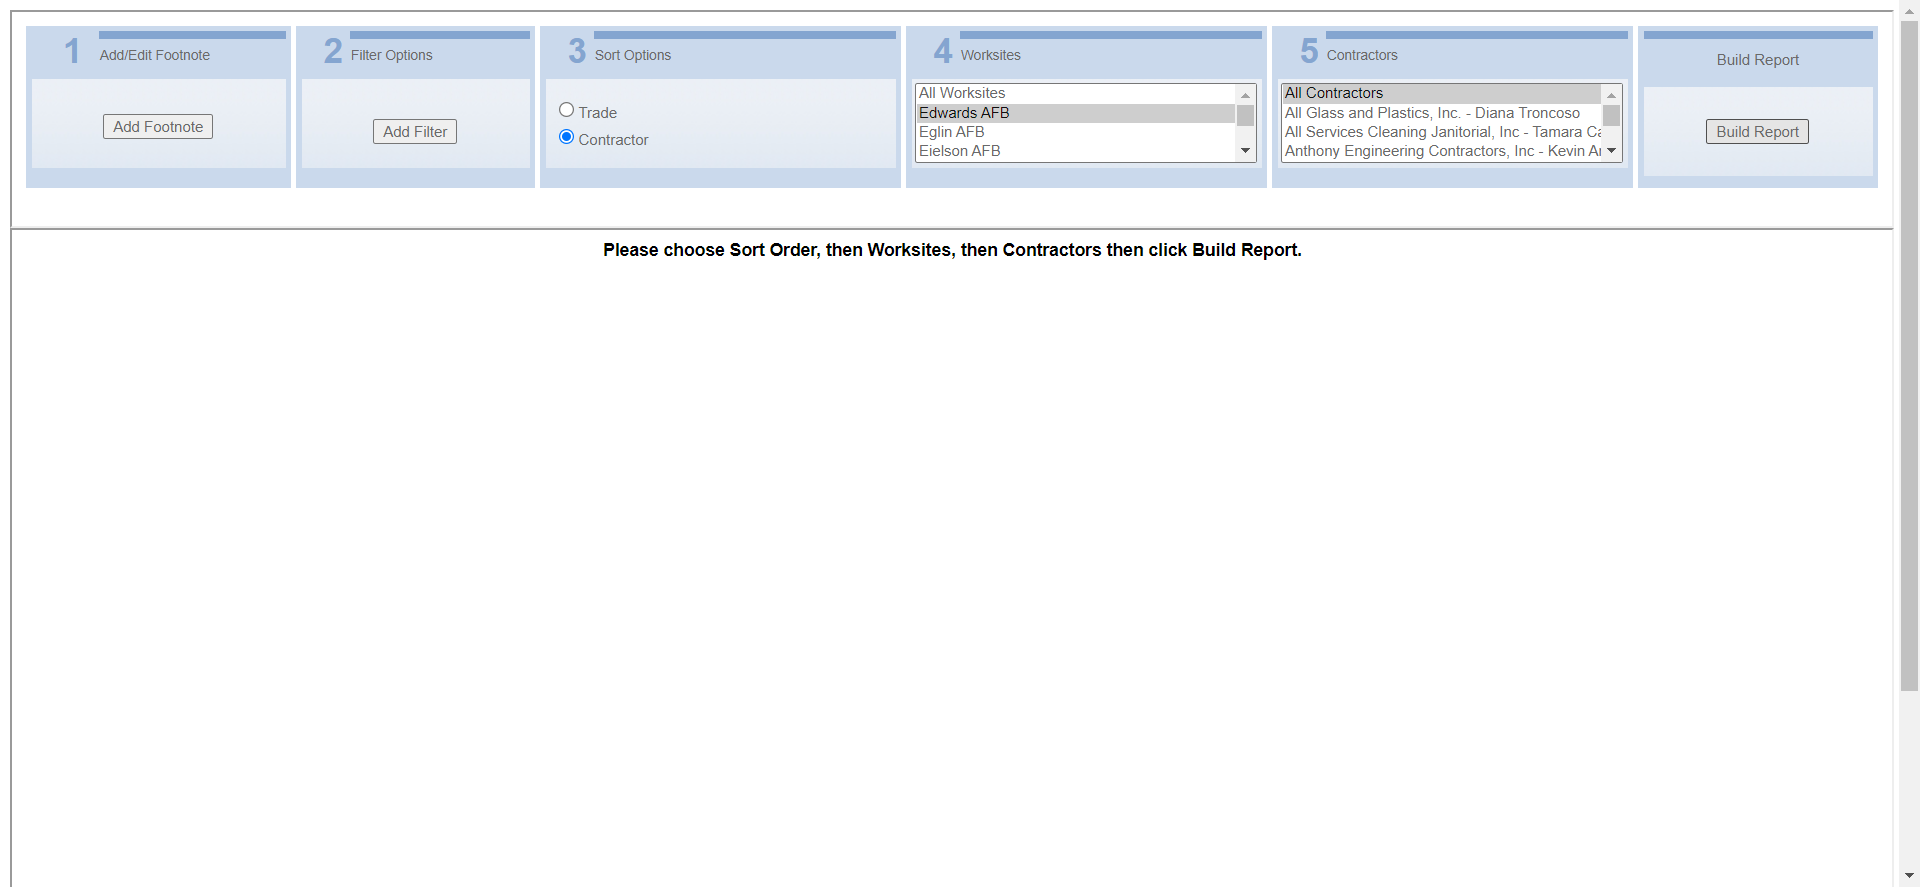 1 Add/Edit Footnote
Add Footnote
2 Filter Options
Add Filter
3 Sort Options
Trade
Contractor
4 Worksites
All Worksites
Edwards AFB
Eglin AFB
Eielson AFB
5 Contractors
All Contractors
All Glass and Plastics, Inc. - Diana Troncoso
All Services Cleaning Janitorial, Inc - Tamara Ca
Anthony Engineering Contractors, Inc - Kevin
Build Report
Build Report
Please choose Sort Order, then Worksites, then Contractors then click Build Report.